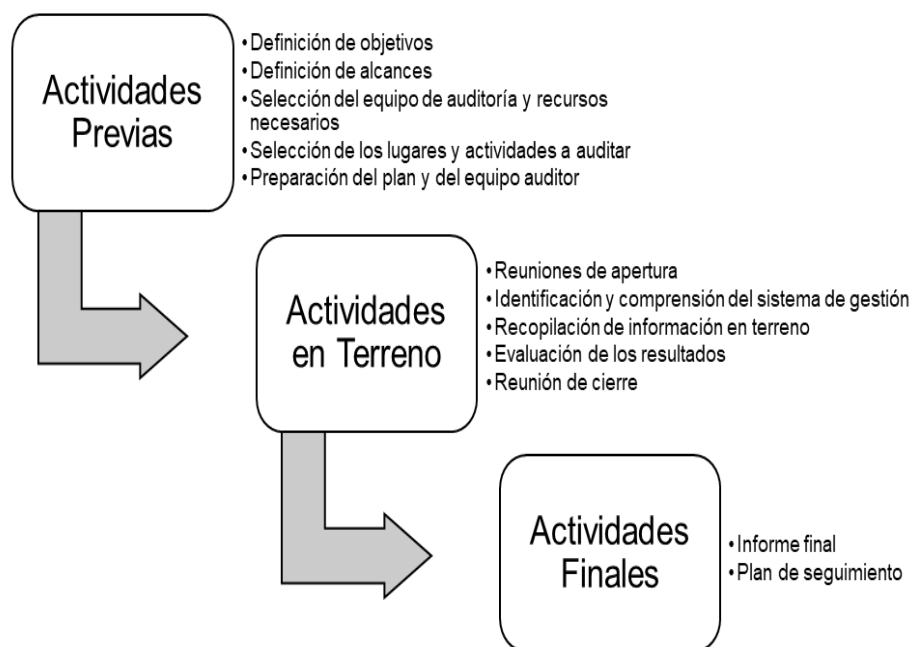 Actividades
Previas
•Definición de objetivos
•Definición de alcances
•Selección del equipo de auditoría y recursos
necesarios
•Selección de los lugares y actividades a auditar
•Preparación del plan y del equipo auditor
Actividades
en Terreno
•Reuniones de apertura
•Identificación y comprensión del sistema de gestión
•Recopilación de información en terreno
•Evaluación de los resultados
•Reunión de cierre
Actividades
Finales
•Informe final
•Plan de seguimiento